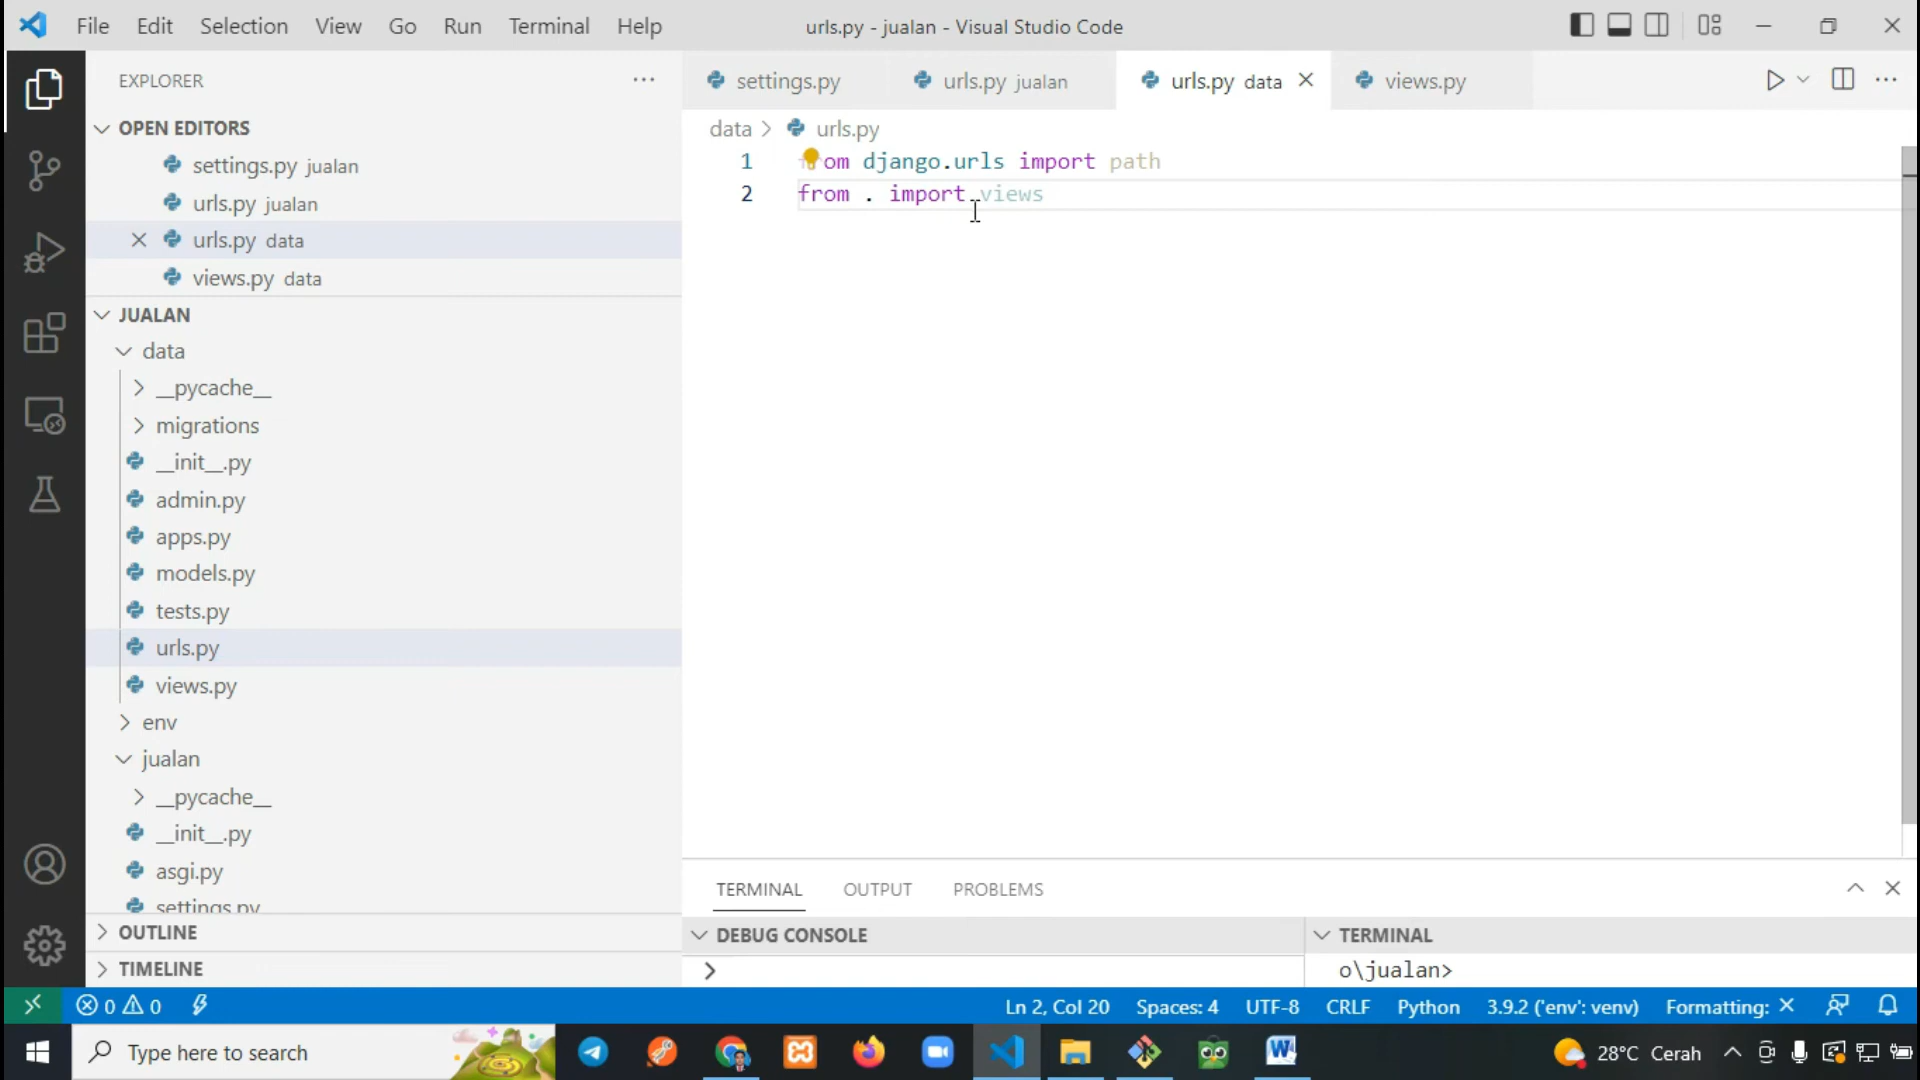 File Edit Selection View Go Run Terminal Help
urls.py - jualan - Visual Studio Code
EXPLORER
OPEN EDITORS
settings.py jualan
urls.py jualan
urls.py data
views.py data
JUALAN
data
__pycache__
migrations
__init__.py
admin.py
apps.py
models.py
tests.py
urls.py
views.py
env
jualan
__pycache__
__init__.py
asgi.py
settings.py
OUTLINE
TIMELINE
settings.py
urls.py jualan
urls.py data
views.py
data > urls.py
1 from django.urls import path
2 from . import views
TERMINAL OUTPUT PROBLEMS
DEBUG CONSOLE
>
TERMINAL
o\jualan>
0 0
Ln 2, Col 20 Spaces: 4 UTF-8 CRLF Python 3.9.2 ('env': venv) Formatting: ×
Type here to search
28°C Cerah